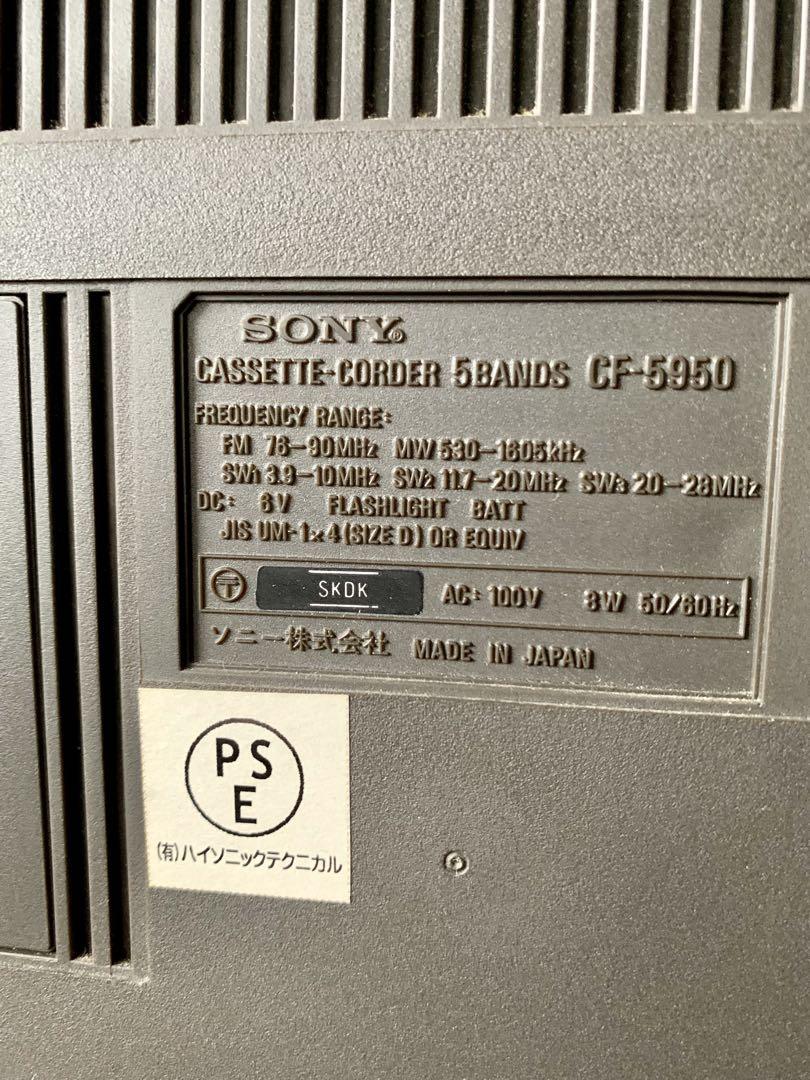 SONY®
CASSETTE-CORDER 5BANDS CF-5950
FREQUENCY RANGE:
FM 76-90MHz MW 530-1605kHz
SW1 3.9-10MHz SW2 11.7-20MHz SW3 20-28MHz
DC: 6V FLASHLIGHT BATT
JIS UM-1×4 (SIZE D) OR EQUIV
〒 SKDK AC: 100V 8W 50/60Hz
ソニー株式会社 MADE IN JAPAN
PS
E
(有)ハイソニックテクニカル